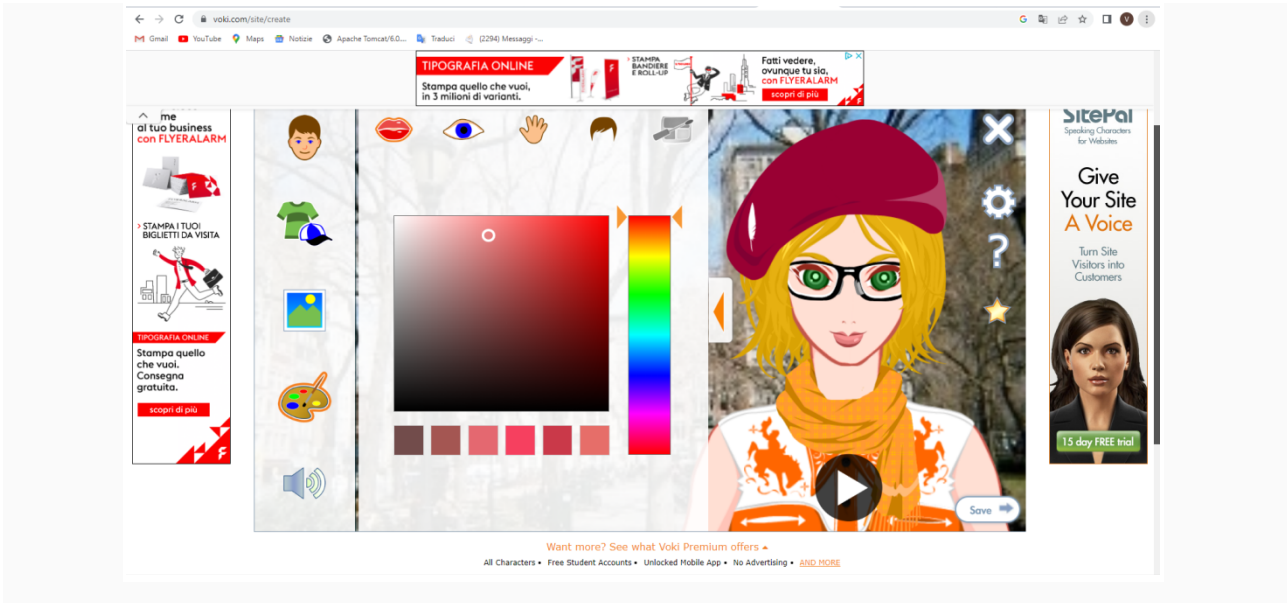 voki.com/site/create
Gmail YouTube Maps Notizie Apache Tomcat/6.0... Traduci (2294) Messaggi -...
TIPOGRAFIA ONLINE
Stampa quello che vuoi,
in 3 milioni di varianti.
› STAMPA
BANDIERE
E ROLL-UP
Fatti vedere,
ovunque tu sia,
con FLYERALARM
scopri di più
me
al tuo business
con FLYERALARM
› STAMPA I TUOI
BIGLIETTI DA VISITA
TIPOGRAFIA ONLINE
Stampa quello
che vuoi.
Consegna
gratuita.
scopri di più
Save
SitePal
Speaking Characters
for Websites
Give
Your Site
A Voice
Turn Site
Visitors into
Customers
15 day FREE trial
Want more? See what Voki Premium offers
All Characters • Free Student Accounts • Unlocked Mobile App • No Advertising • AND MORE